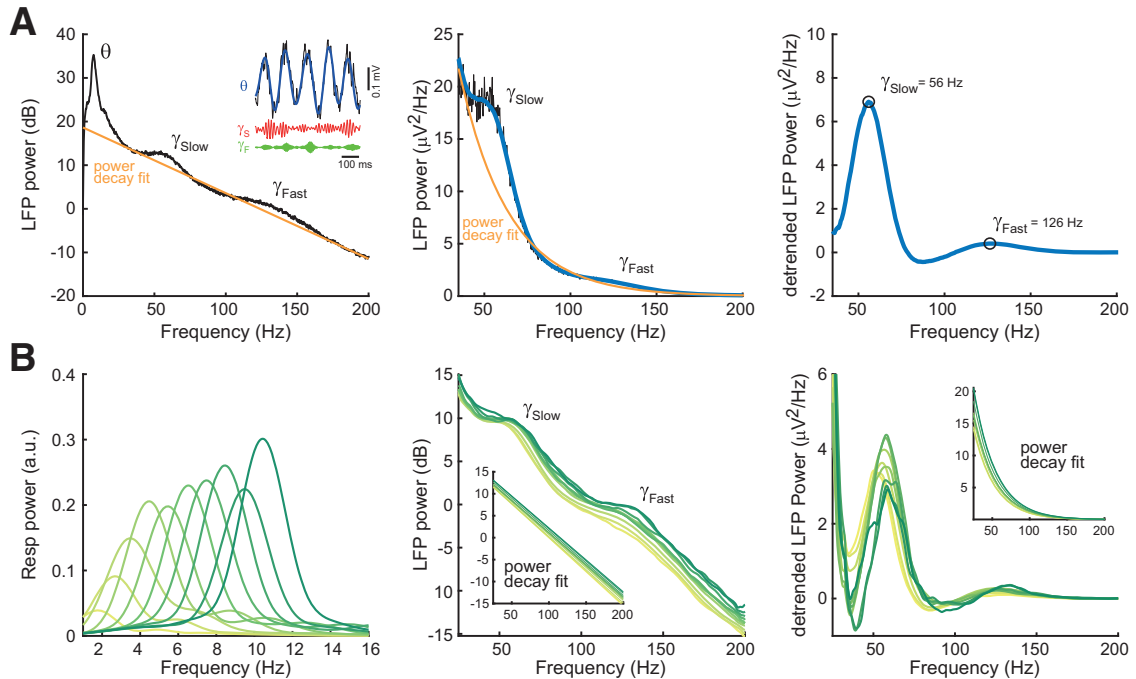 A
40
30
20
10
0
-10
-20
LFP power (dB)
0
50
100
150
200
Frequency (Hz)
θ
γSlow
γFast
power
decay fit
θ
γS
γF
0.1 mV
100 ms
25
20
15
10
5
0
LFP power (μV²/Hz)
50
100
150
200
Frequency (Hz)
γSlow
γFast
power
decay fit
10
8
6
4
2
0
-2
detrended LFP Power (μV²/Hz)
50
100
150
200
Frequency (Hz)
γSlow = 56 Hz
γFast = 126 Hz
B
0.4
0.3
0.2
0.1
0
Resp power (a.u.)
2
4
6
8
10
12
14
16
Frequency (Hz)
15
10
5
0
-5
-10
-15
LFP power (dB)
50
100
150
200
Frequency (Hz)
γSlow
γFast
15
10
5
0
-5
-10
-15
50
100
150
200
power
decay fit
6
4
2
0
detrended LFP Power (μV²/Hz)
50
100
150
200
Frequency (Hz)
20
15
10
5
50
100
150
200
power
decay fit